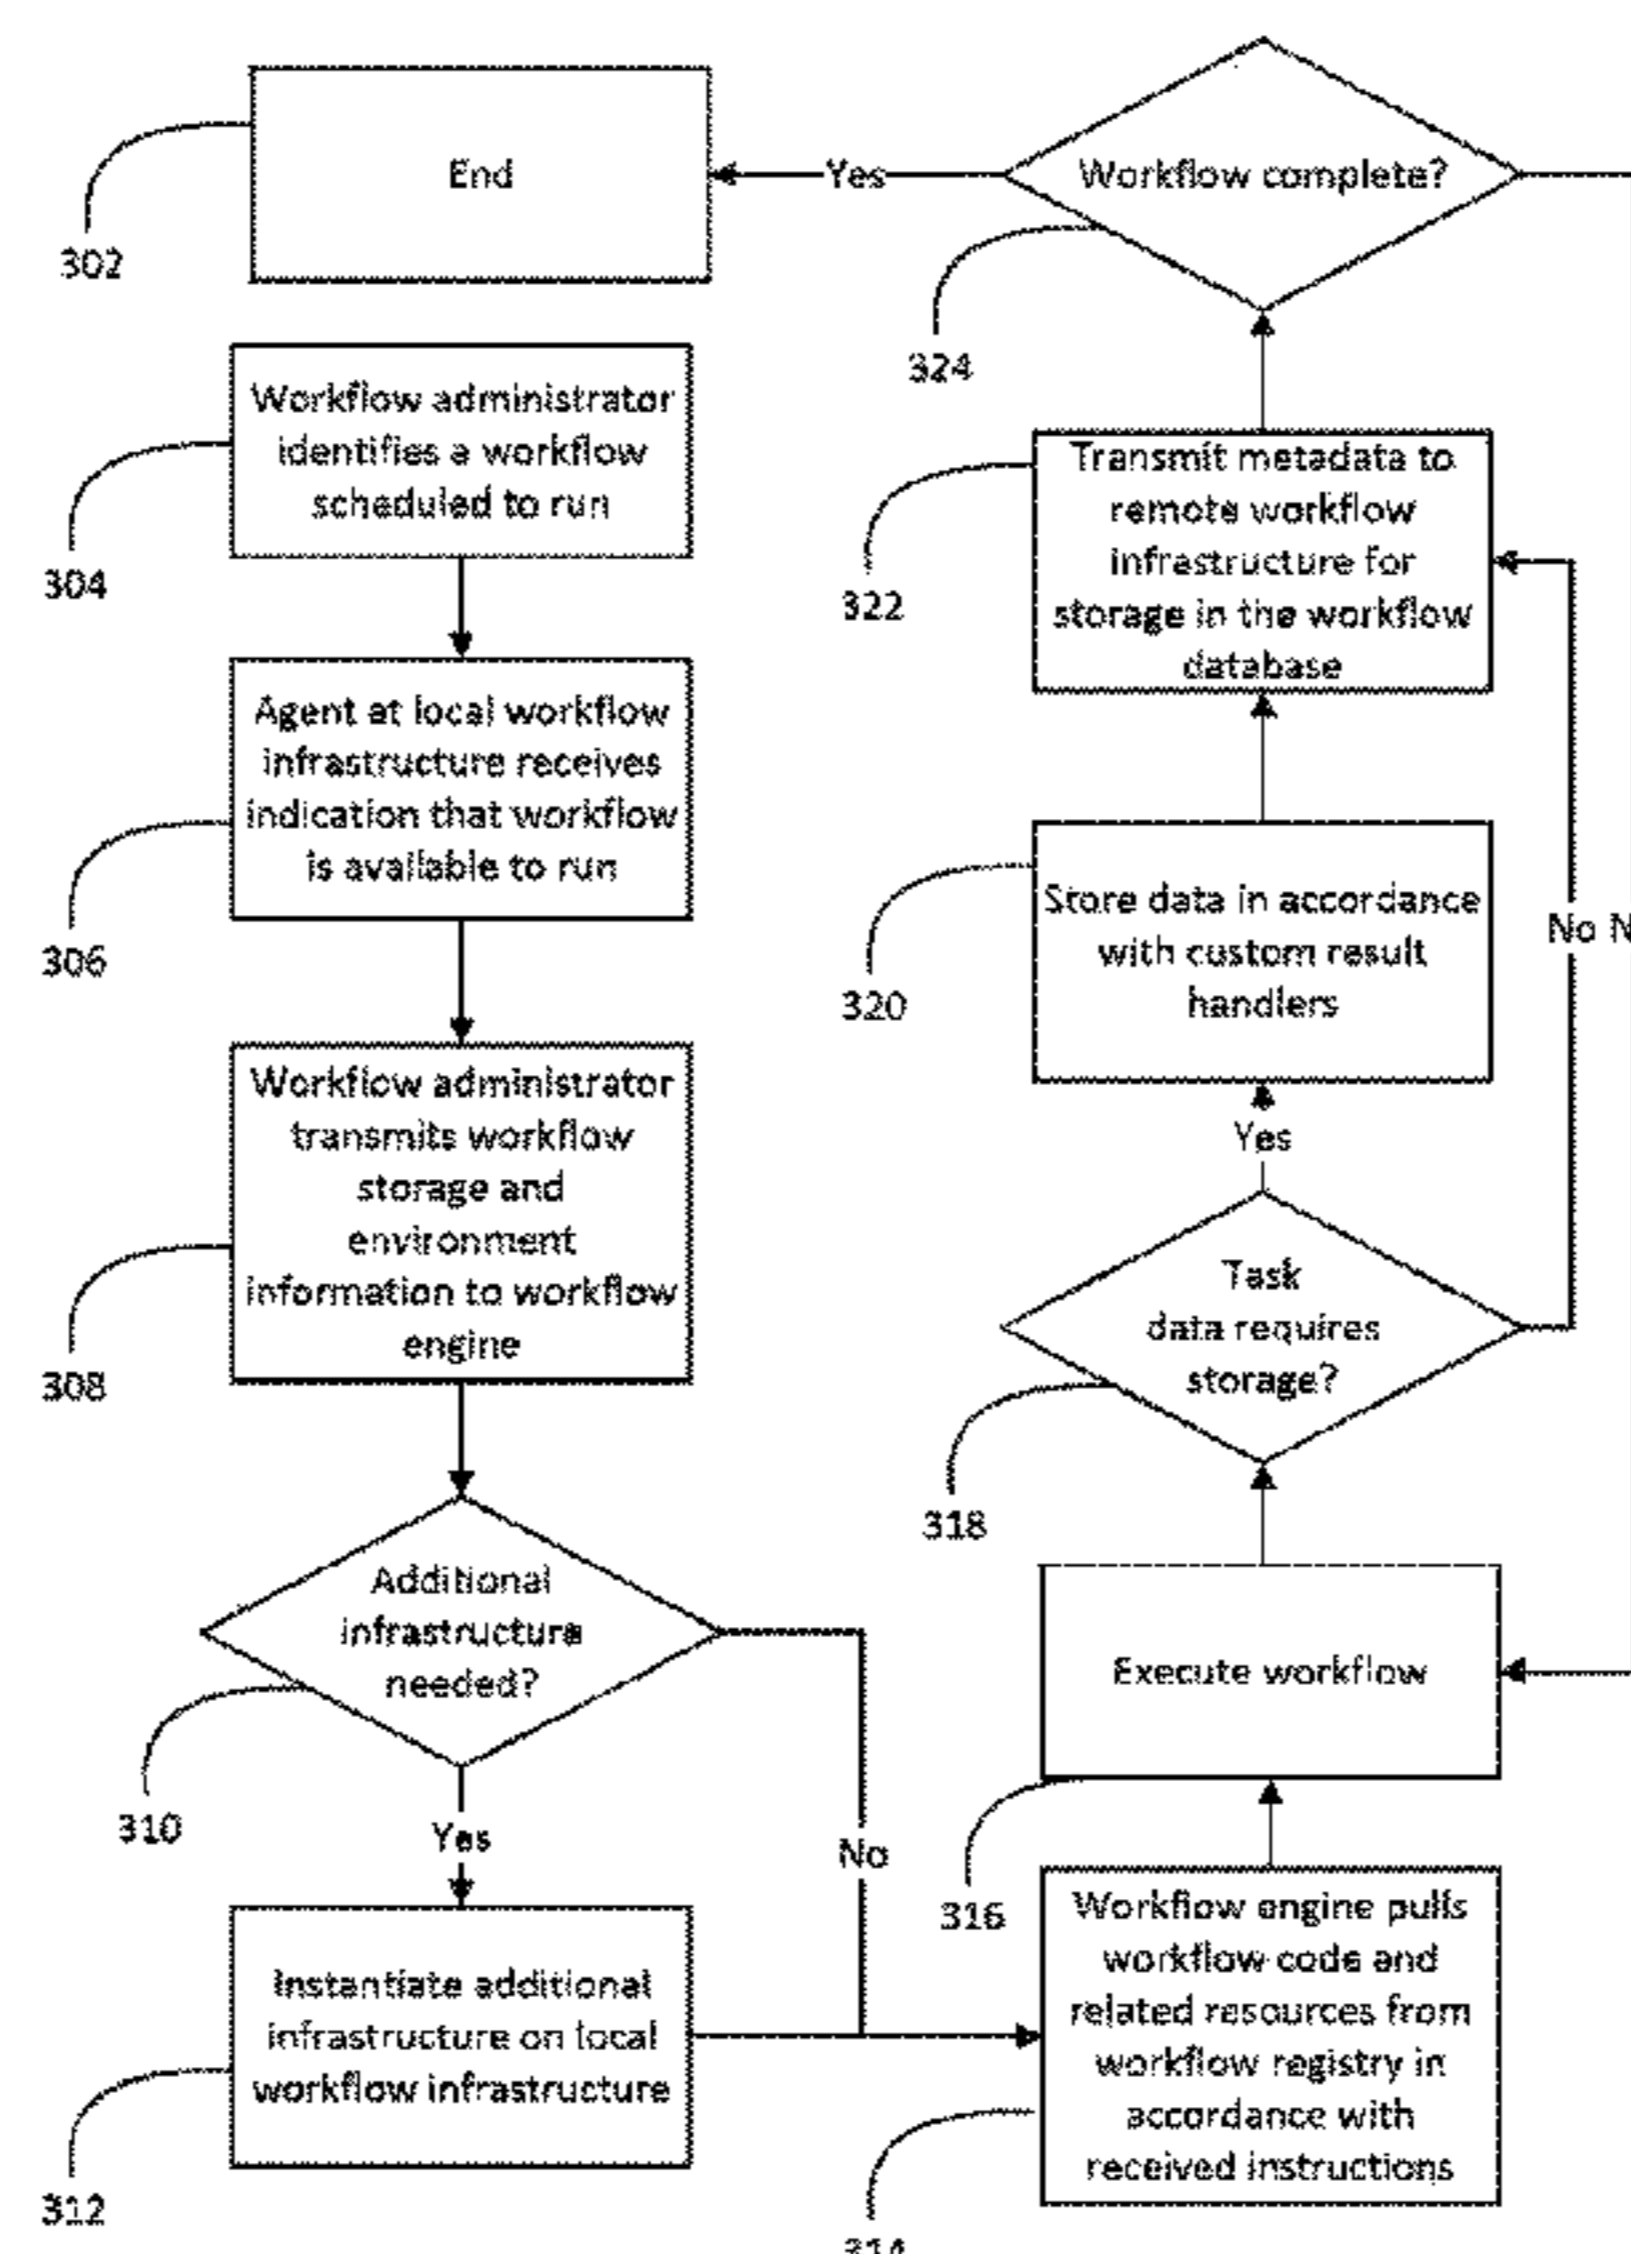 End
302
Yes
Workflow complete?
324
Workflow administrator
identifies a workflow
scheduled to run
304
Agent at local workflow
infrastructure receives
indication that workflow
is available to run
306
Workflow administrator
transmits workflow
storage and
environment
information to workflow
engine
308
Additional
infrastructure
needed?
310
Yes
No
Instantiate additional
infrastructure on local
workflow infrastructure
312
Transmit metadata to
remote workflow
infrastructure for
storage in the workflow
database
322
Store data in accordance
with custom result
handlers
320
No
Yes
Task
data requires
storage?
318
Execute workflow
316
Workflow engine pulls
workflow code and
related resources from
workflow registry in
accordance with
received instructions